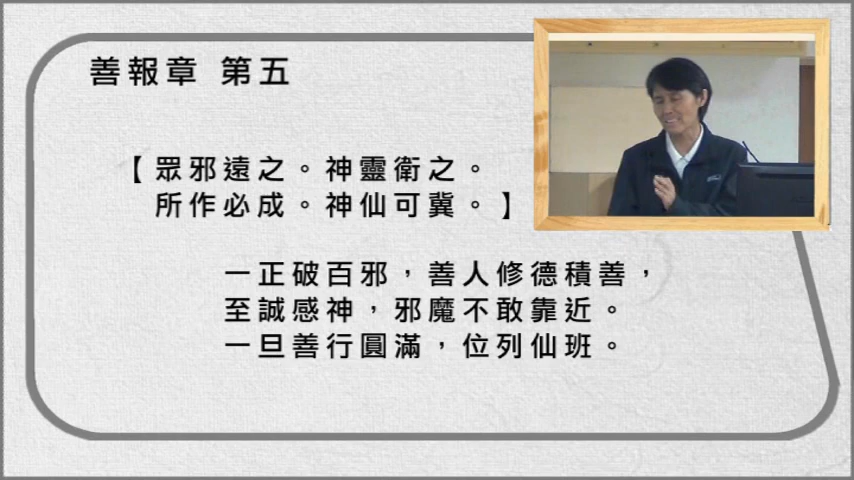 善報章 第五
【眾邪遠之。神靈衛之。
所作必成。神仙可冀。】
一正破百邪，善人修德積善，
至誠感神，邪魔不敢靠近。
一旦善行圓滿，位列仙班。